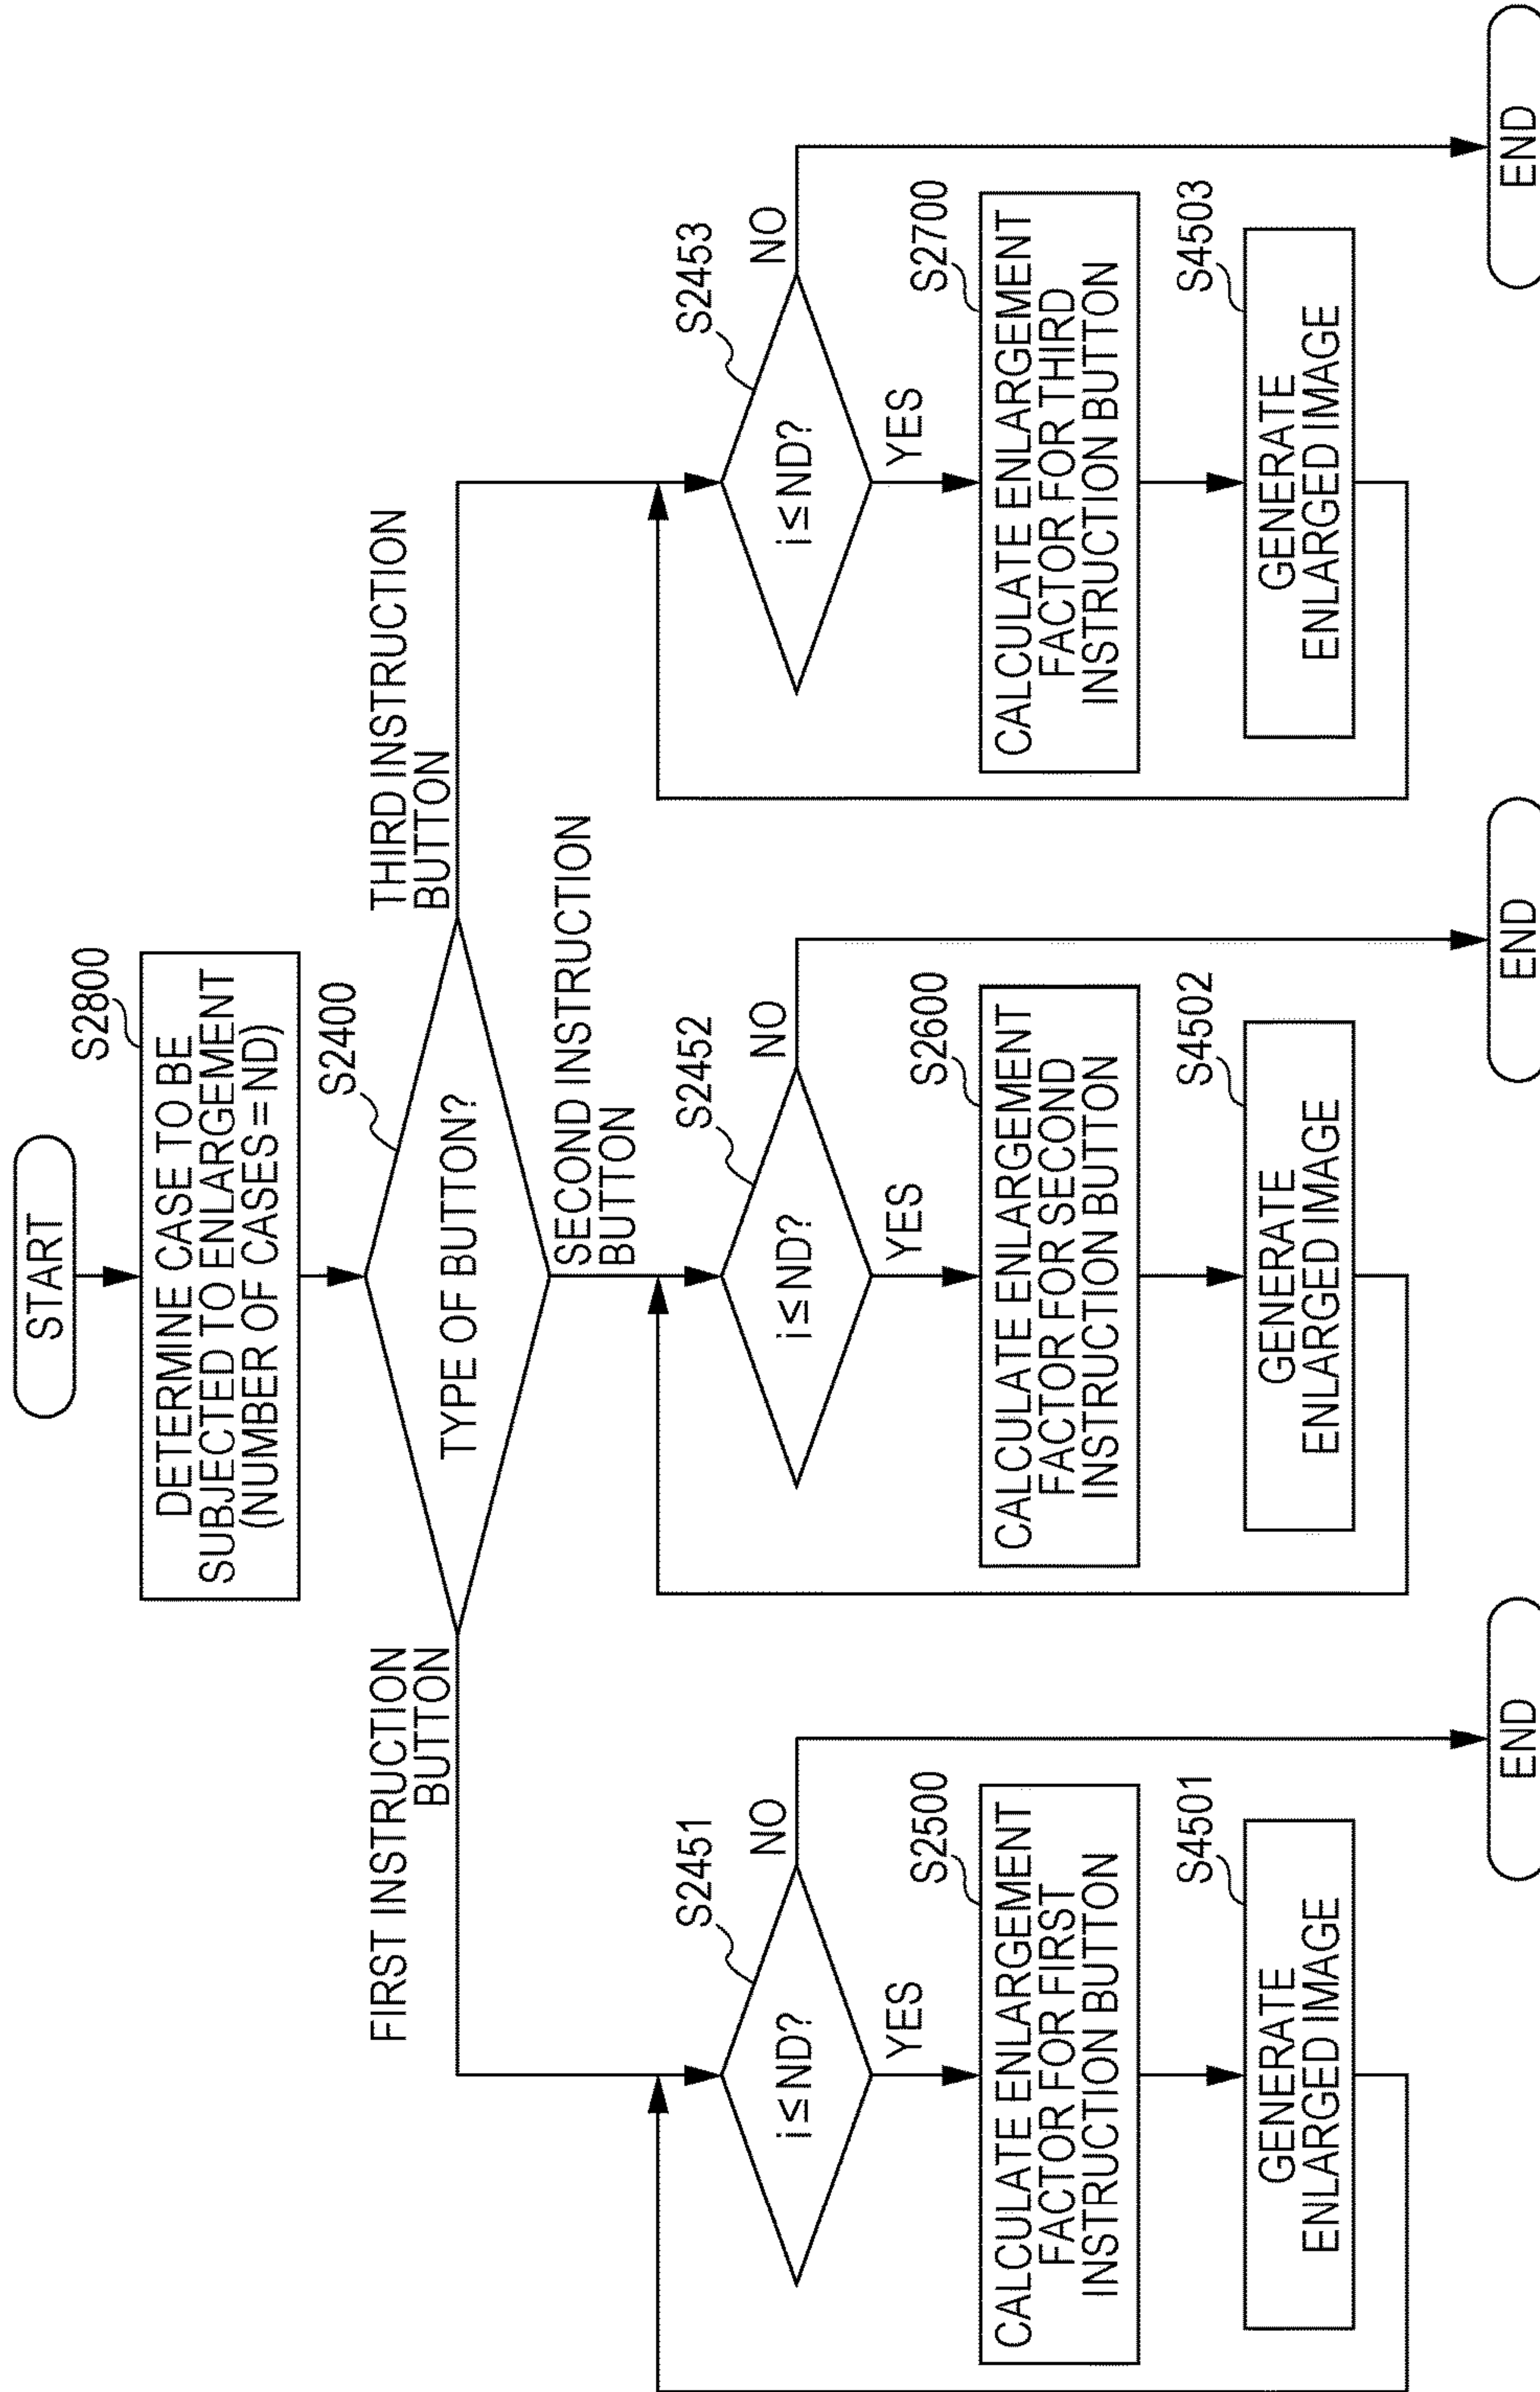 START
S2800
DETERMINE CASE TO BE
SUBJECTED TO ENLARGEMENT
(NUMBER OF CASES = ND)
S2400
TYPE OF BUTTON?
FIRST INSTRUCTION
BUTTON
SECOND INSTRUCTION
BUTTON
THIRD INSTRUCTION
BUTTON
S2451
i ≤ ND?
NO
YES
S2500
CALCULATE ENLARGEMENT
FACTOR FOR FIRST
INSTRUCTION BUTTON
S4501
GENERATE
ENLARGED IMAGE
END
S2452
i ≤ ND?
NO
YES
S2600
CALCULATE ENLARGEMENT
FACTOR FOR SECOND
INSTRUCTION BUTTON
S4502
GENERATE
ENLARGED IMAGE
END
S2453
i ≤ ND?
NO
YES
S2700
CALCULATE ENLARGEMENT
FACTOR FOR THIRD
INSTRUCTION BUTTON
S4503
GENERATE
ENLARGED IMAGE
END